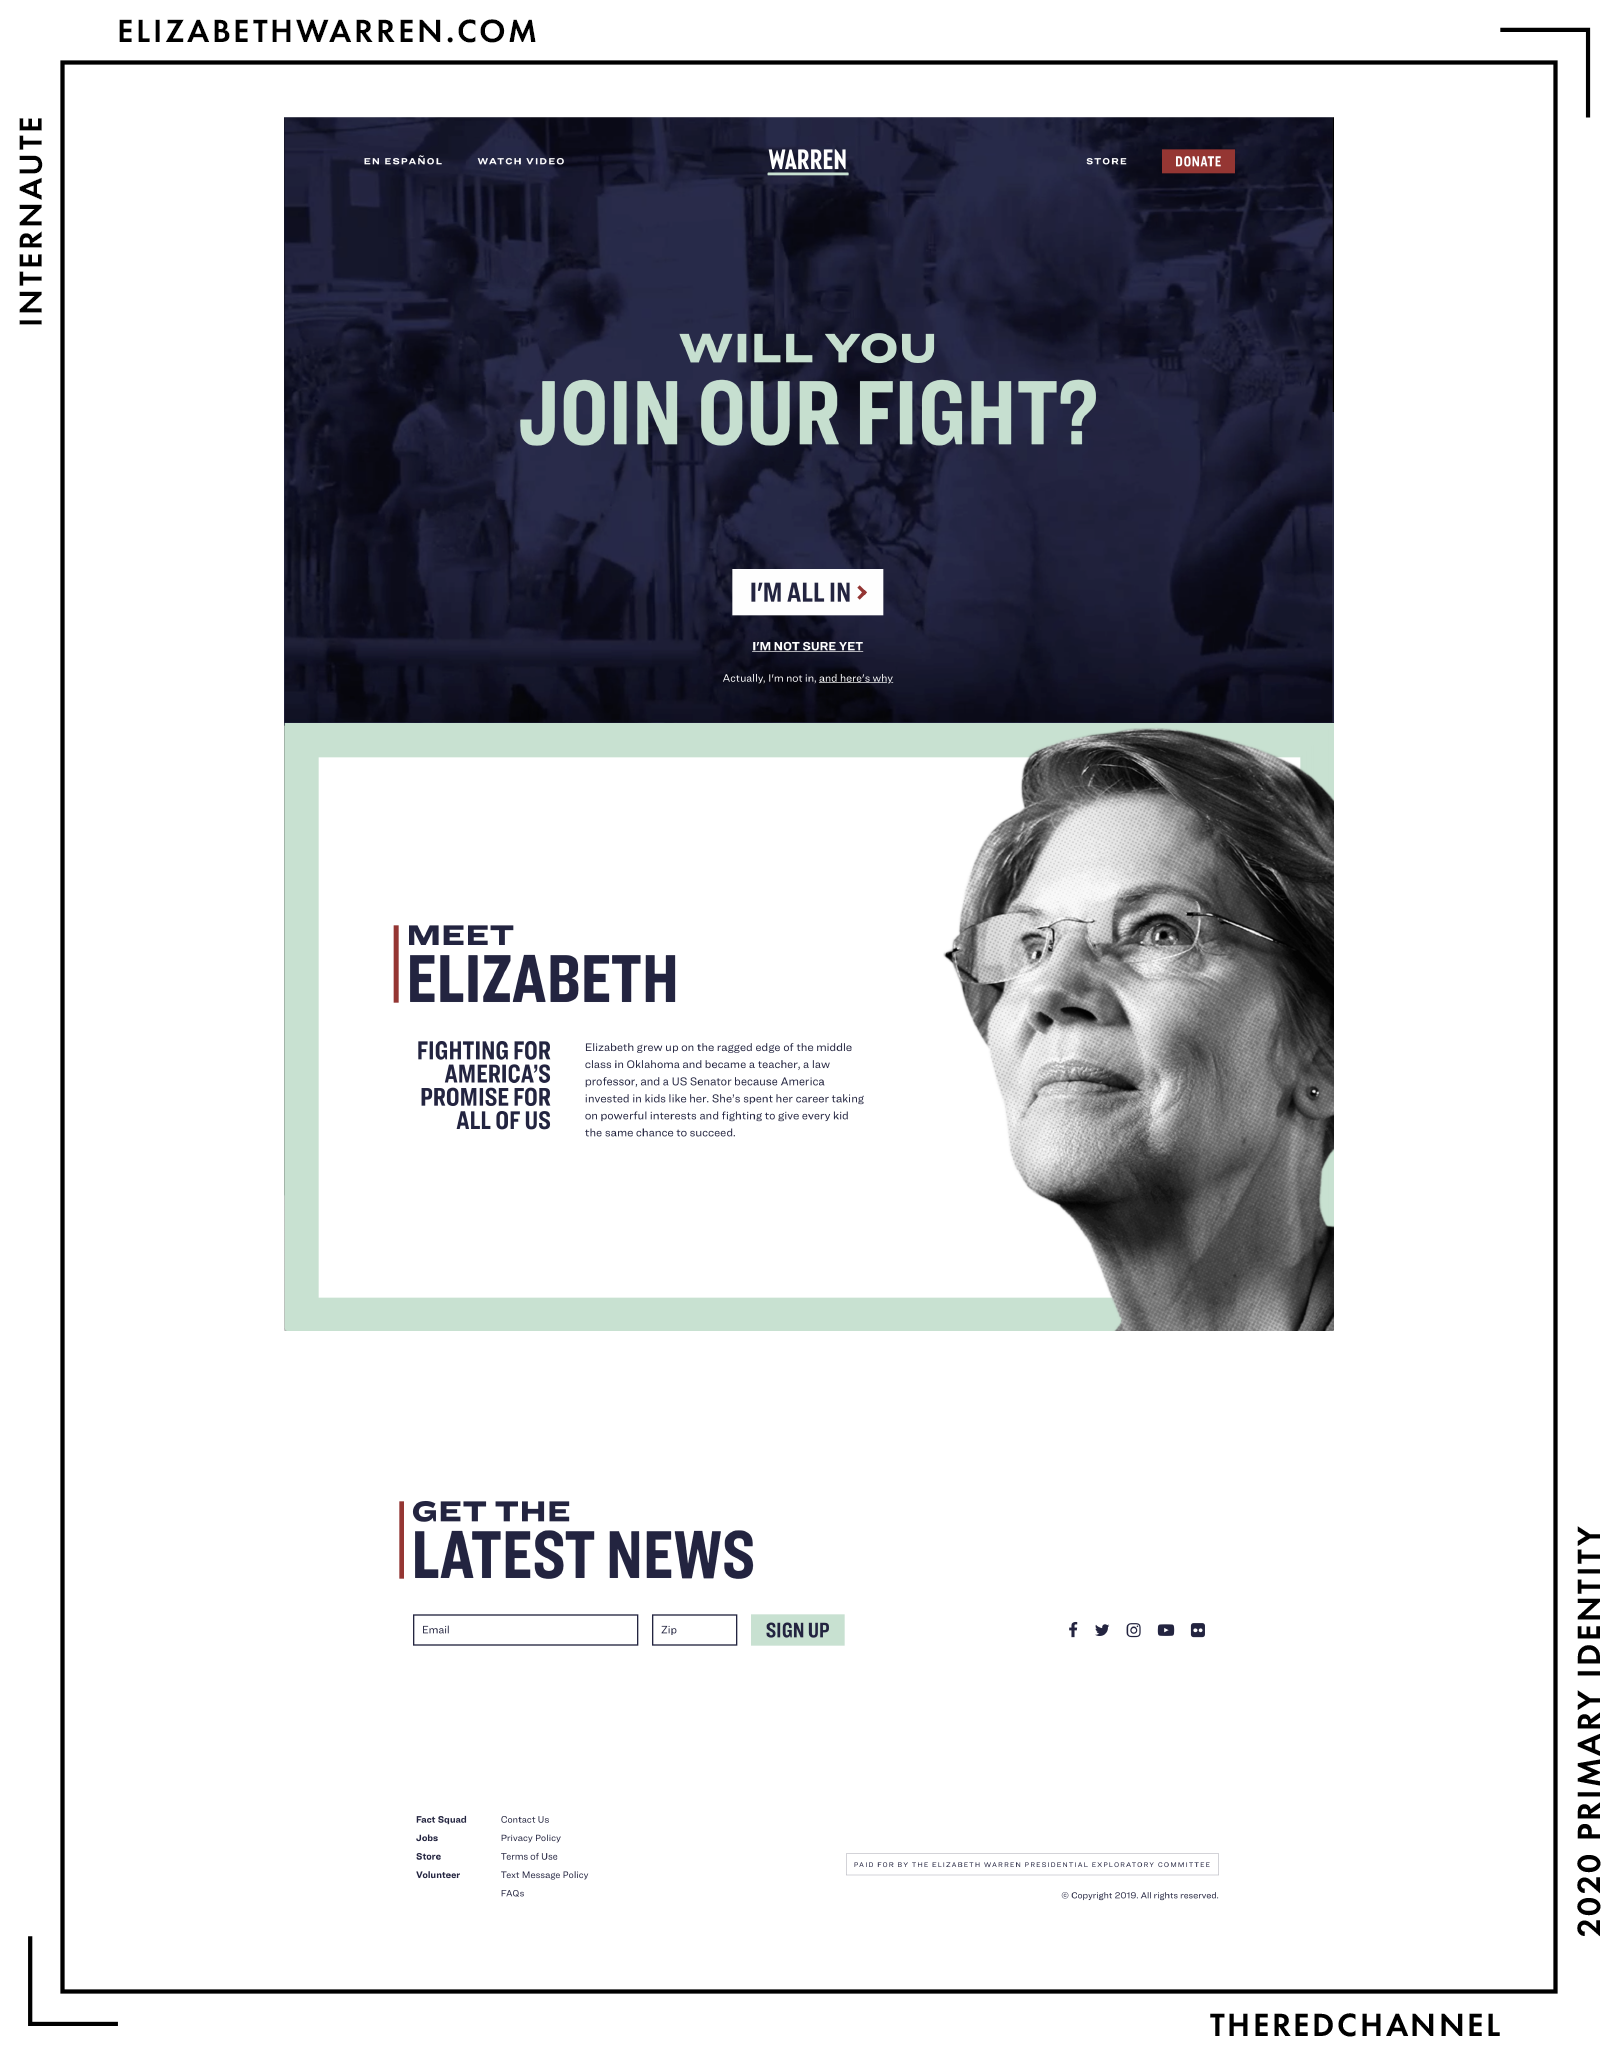 ELIZABETHWARREN.COM
INTERNAUTE
EN ESPAÑOL
WATCH VIDEO
WARREN
STORE
DONATE
WILL YOU
JOIN OUR FIGHT?
I'M ALL IN >
I'M NOT SURE YET
Actually, I'm not in, and here's why
MEET
ELIZABETH
FIGHTING FOR
AMERICA'S
PROMISE FOR
ALL OF US
Elizabeth grew up on the ragged edge of the middle
class in Oklahoma and became a teacher, a law
professor, and a US Senator because America
invested in kids like her. She's spent her career taking
on powerful interests and fighting to give every kid
the same chance to succeed.
GET THE
LATEST NEWS
Email
Zip
SIGN UP
Fact Squad
Jobs
Store
Volunteer
Contact Us
Privacy Policy
Terms of Use
Text Message Policy
FAQs
PAID FOR BY THE ELIZABETH WARREN PRESIDENTIAL EXPLORATORY COMMITTEE
© Copyright 2019. All rights reserved.
2020 PRIMARY IDENTITY
THEREDCHANNEL